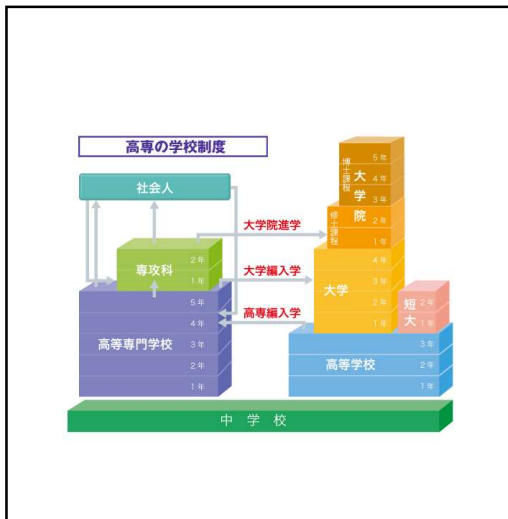 高専の学校制度
社会人
大学院進学
大学編入学
高専編入学
専攻科
2年
1年
高等専門学校
5年
4年
3年
2年
1年
博士課程
修士課程
大学院
5年
4年
3年
2年
1年
大学
4年
3年
2年
1年
短大
2年
1年
高等学校
3年
2年
1年
中学校